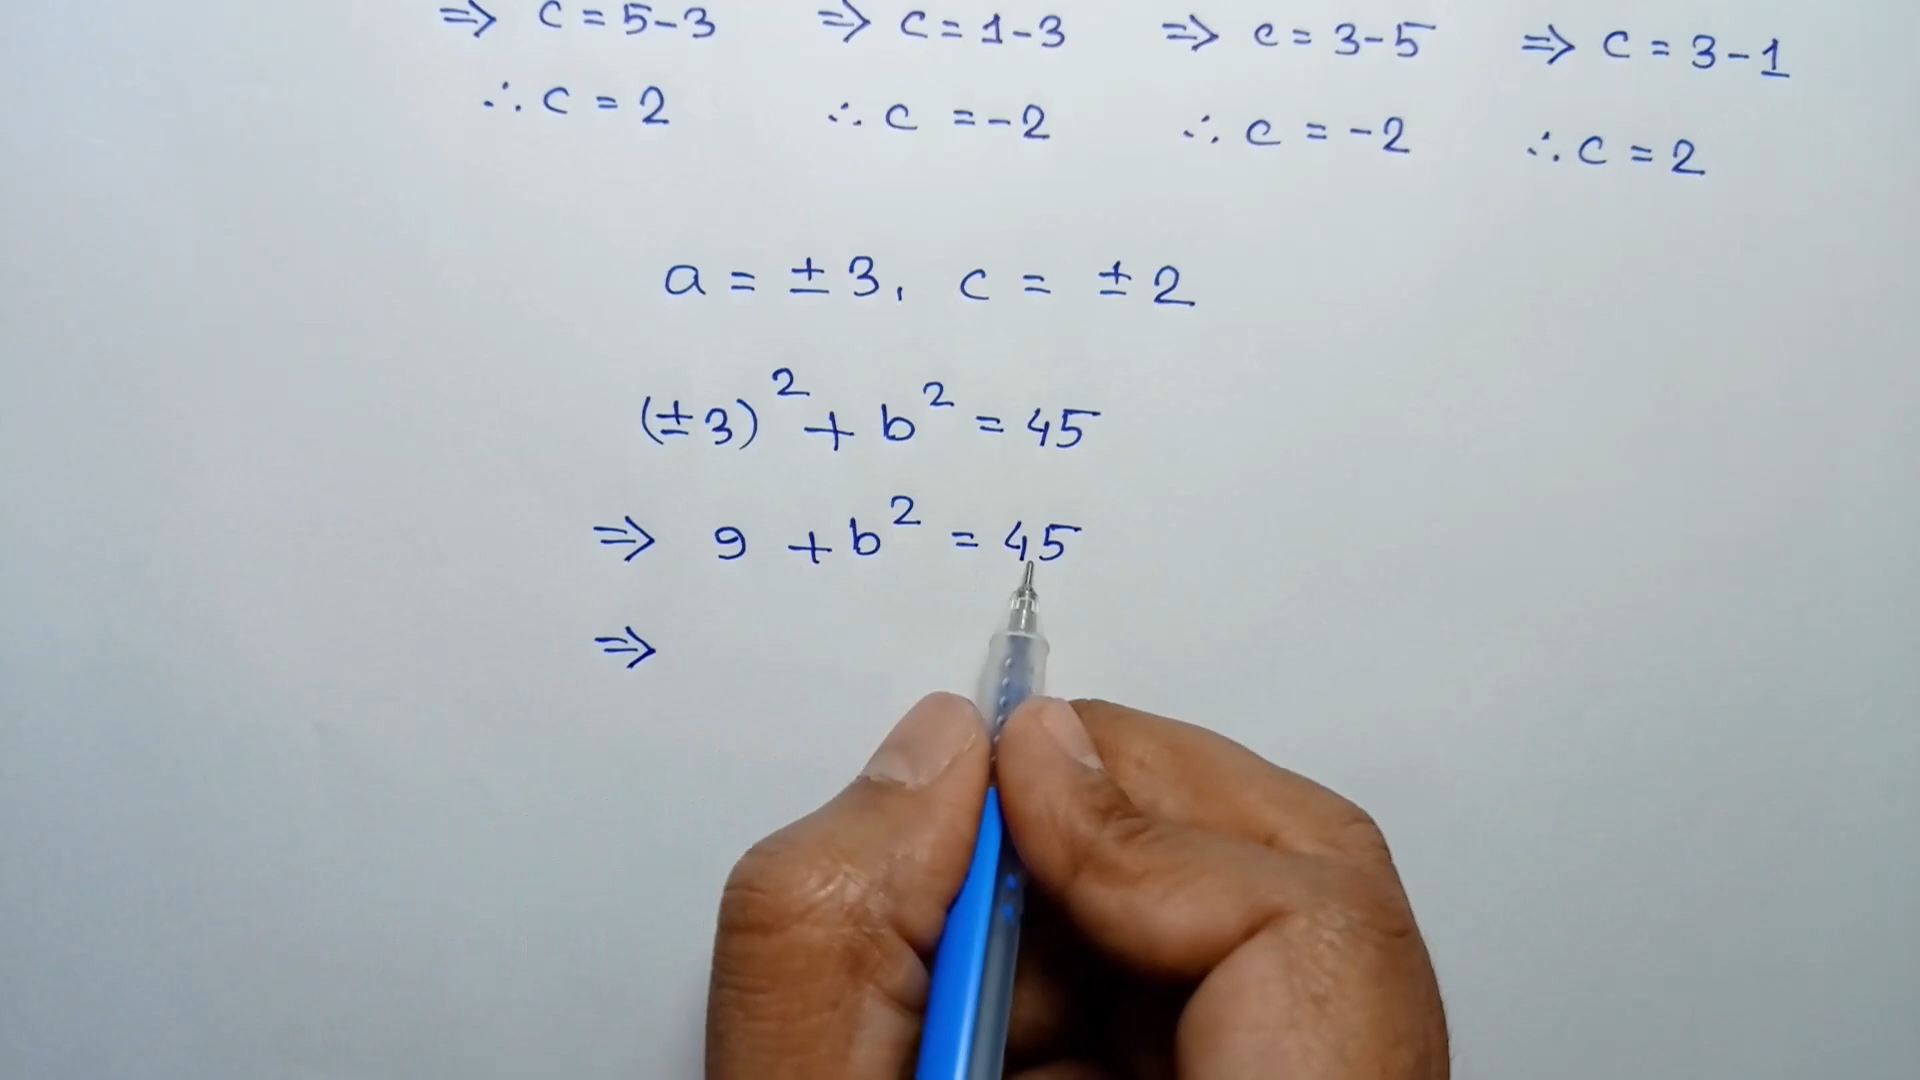 ⇒ c = 5-3 ⇒ c = 1-3 ⇒ c = 3-5 ⇒ c = 3-1
∴ c = 2 ∴ c = -2 ∴ c = -2 ∴ c = 2
a = ±3, c = ±2
(±3)² + b² = 45
⇒ 9 + b² = 45
⇒